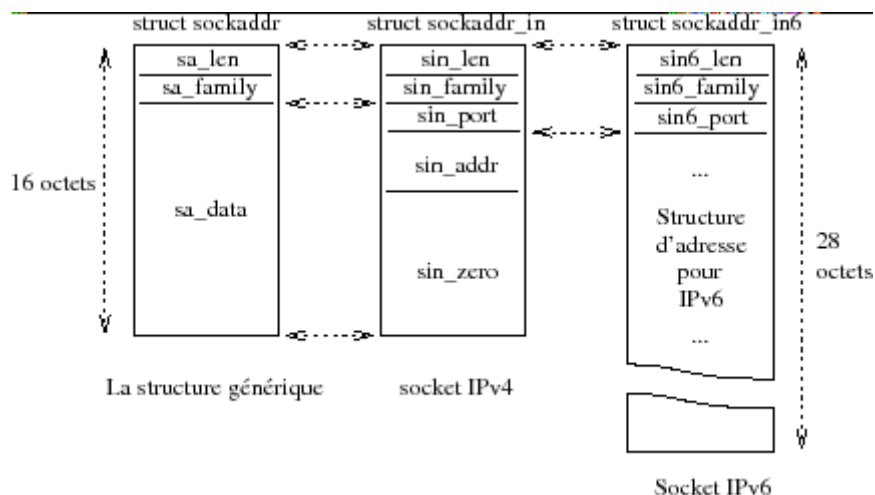 struct sockaddr
struct sockaddr_in
struct sockaddr_in6
sa_len
sin_len
sin6_len
sa_family
sin_family
sin6_family
sin_port
sin6_port
16 octets
sin_addr
...
sa_data
Structure
d'adresse
pour
IPv6
28
octets
sin_zero
...
La structure générique
socket IPv4
Socket IPv6